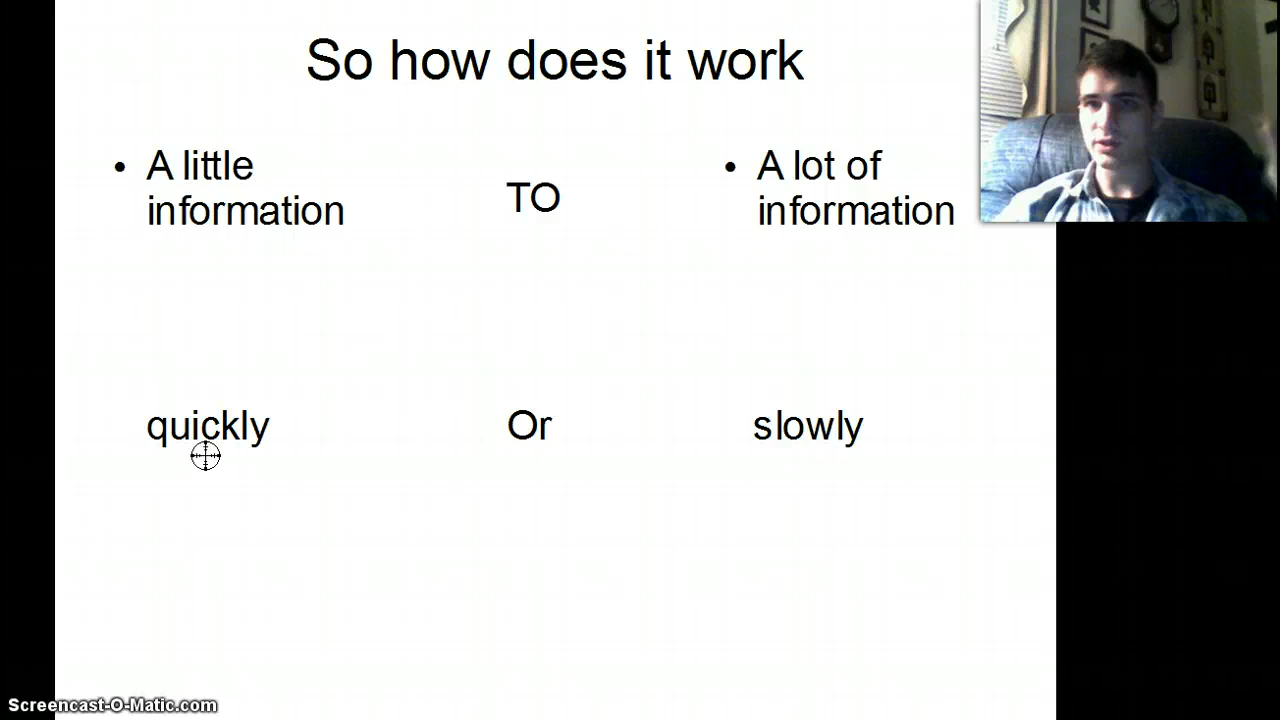 So how does it work
• A little
information
TO
• A lot of
information
quickly
Or
slowly
Screencast-O-Matic.com